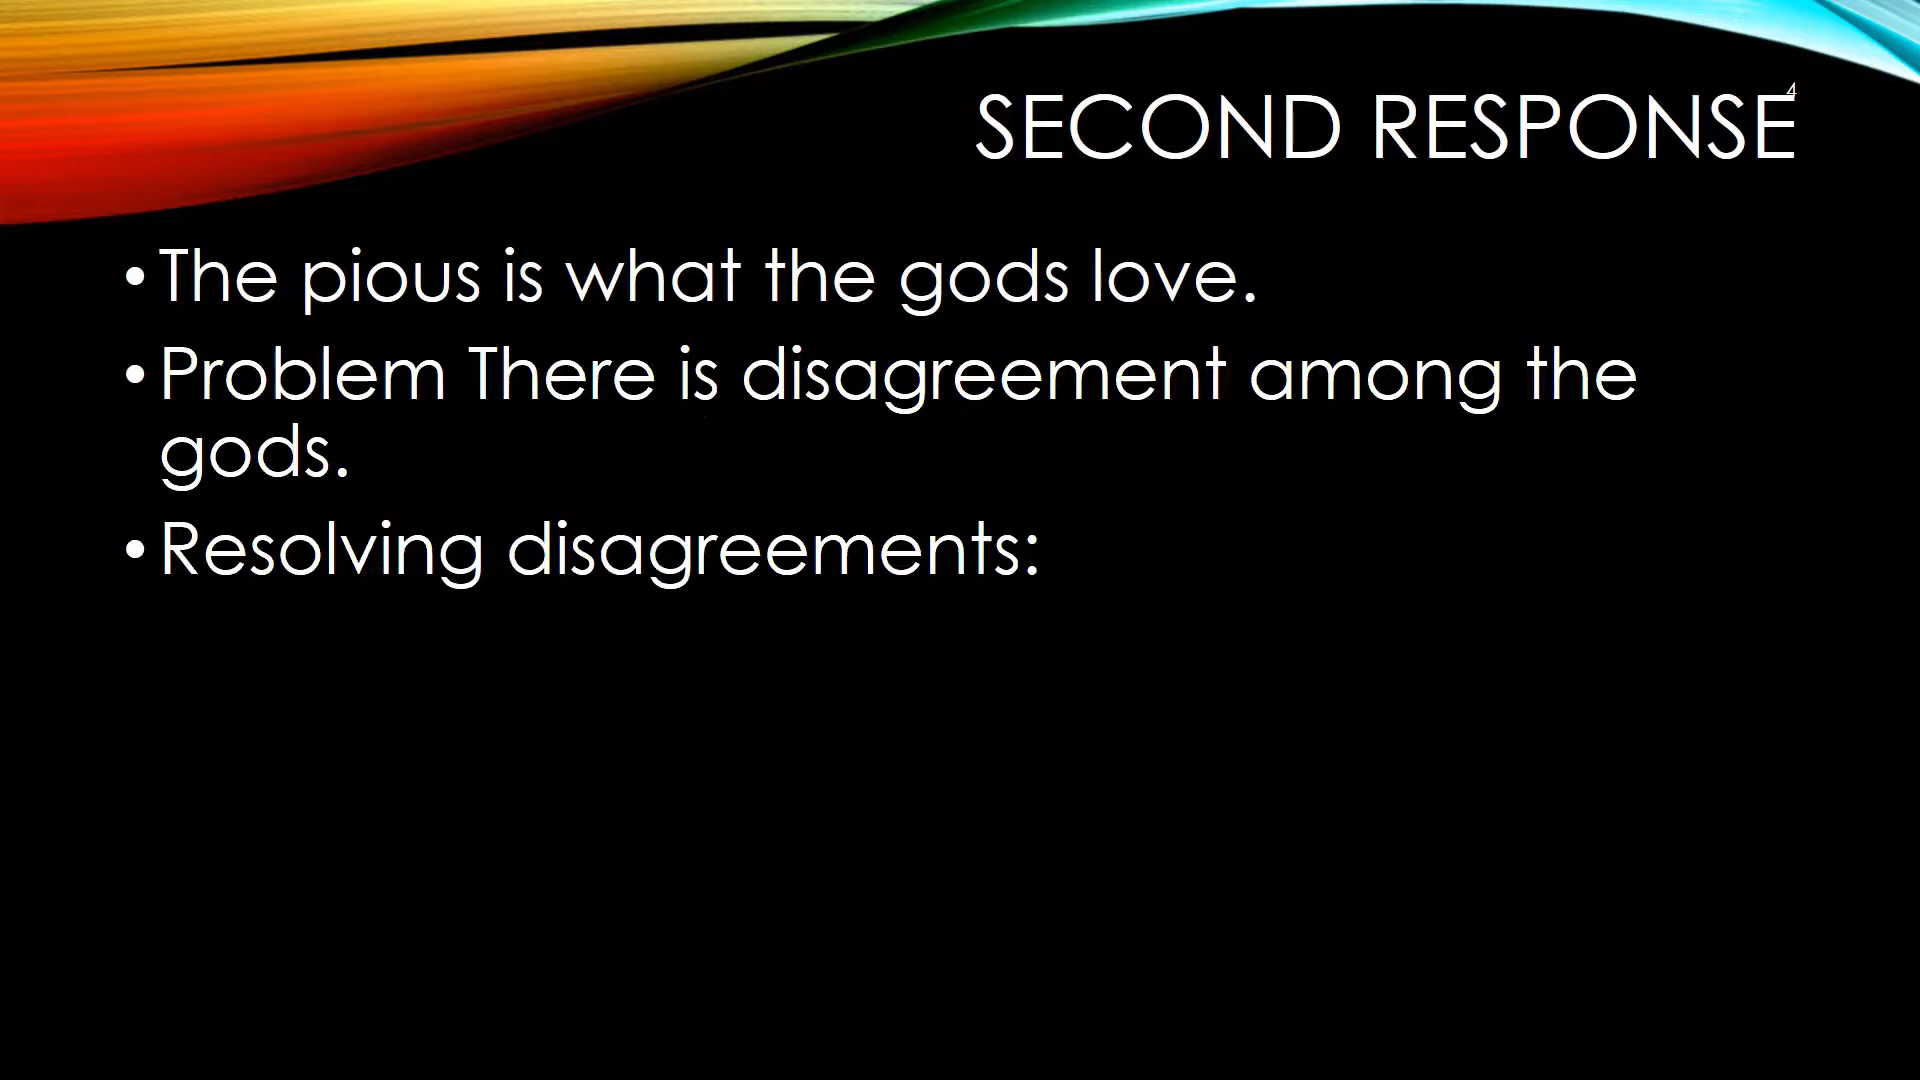 4
SECOND RESPONSE
• The pious is what the gods love.
• Problem There is disagreement among the
gods.
• Resolving disagreements: